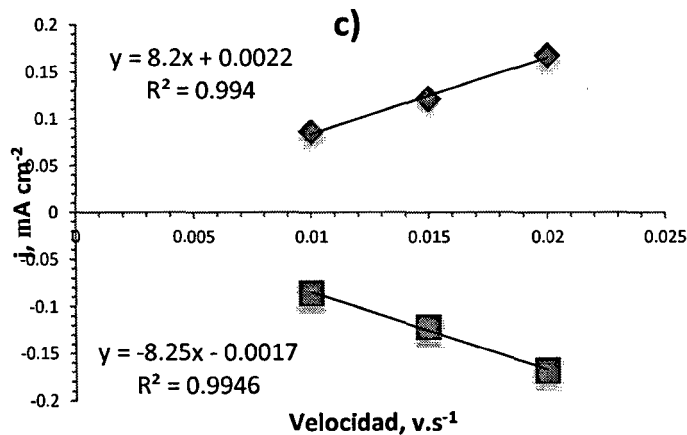 c)
y = 8.2x + 0.0022
R² = 0.994
j, mA cm⁻²
0.2
0.15
0.1
0.05
0
-0.05
-0.1
-0.15
-0.2
0
0.005
0.01
0.015
0.02
0.025
y = -8.25x - 0.0017
R² = 0.9946
Velocidad, v.s⁻¹